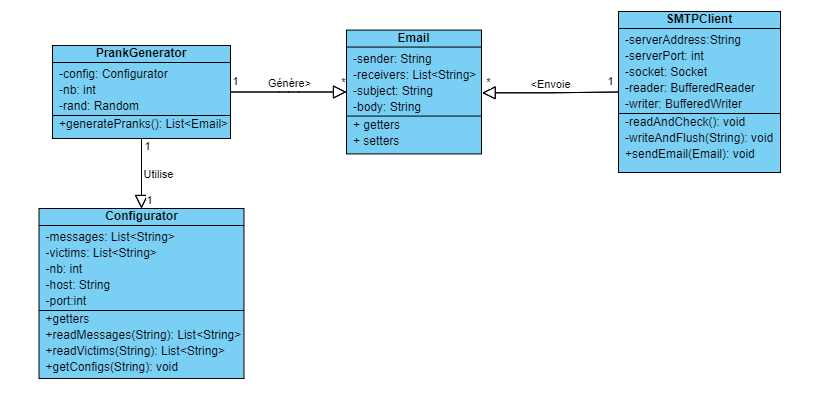 PrankGenerator
-config: Configurator
-nb: int
-rand: Random
+generatePranks(): List<Email>
1
Génère>
*
Email
-sender: String
-receivers: List<String>
-subject: String
-body: String
+ getters
+ setters
*
<Envoie
1
SMTPClient
-serverAddress:String
-serverPort: int
-socket: Socket
-reader: BufferedReader
-writer: BufferedWriter
-readAndCheck(): void
-writeAndFlush(String): void
+sendEmail(Email): void
1
Utilise
1
Configurator
-messages: List<String>
-victims: List<String>
-nb: int
-host: String
-port:int
+getters
+readMessages(String): List<String>
+readVictims(String): List<String>
+getConfigs(String): void